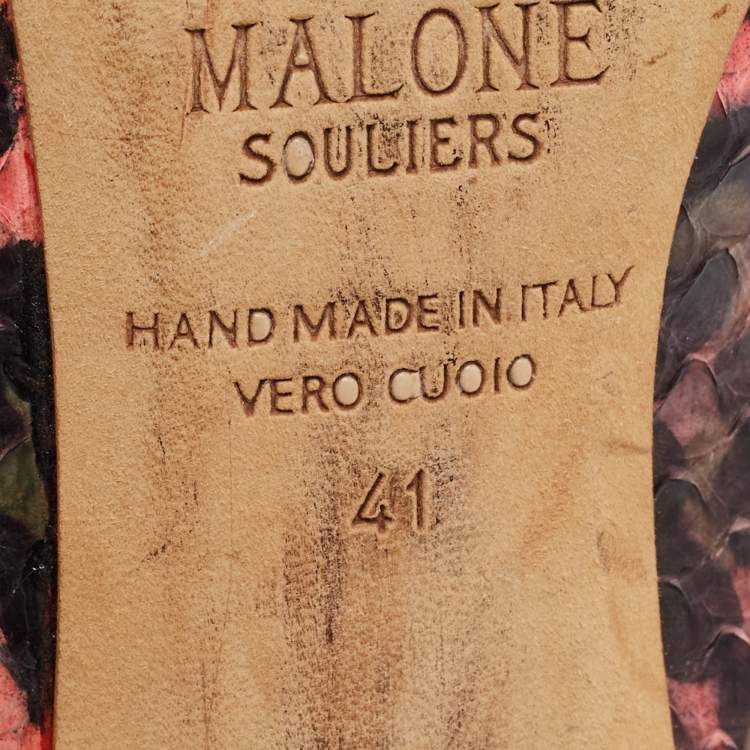 MALONE
SOULIERS
HAND MADE IN ITALY
VERO CUOIO
41